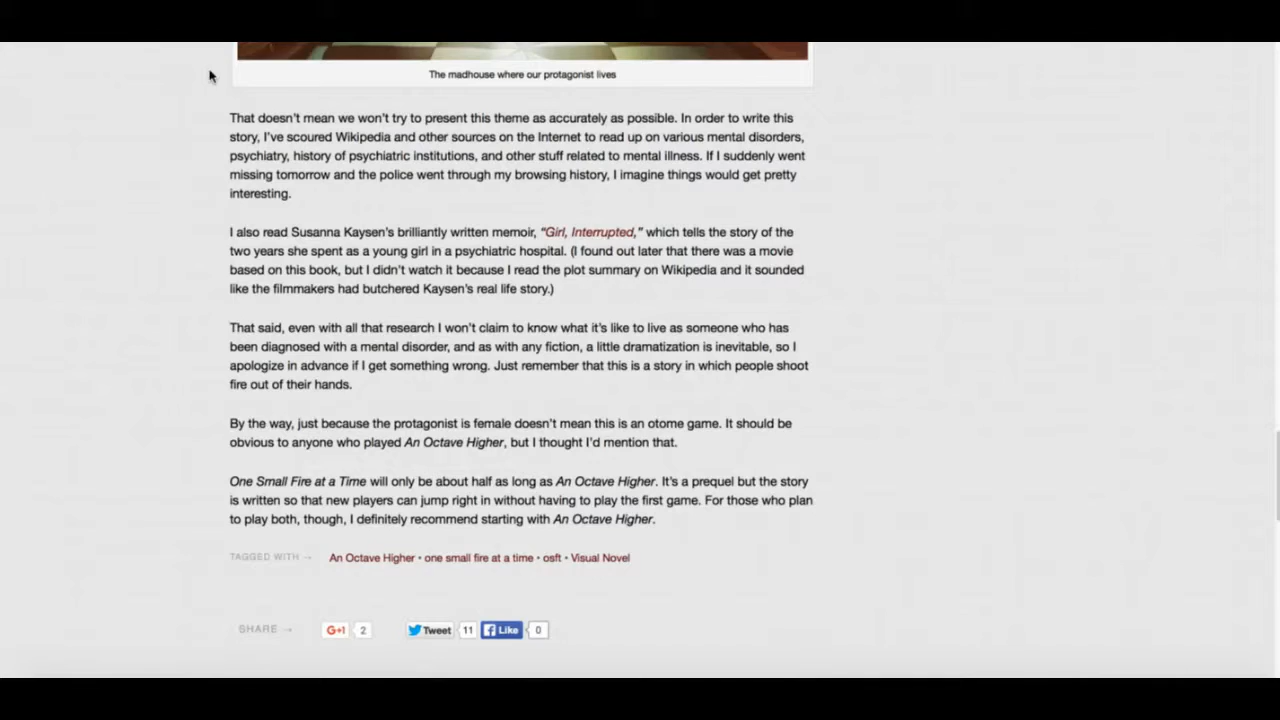 The madhouse where our protagonist lives
That doesn't mean we won't try to present this theme as accurately as possible. In order to write this
story, I've scoured Wikipedia and other sources on the Internet to read up on various mental disorders,
psychiatry, history of psychiatric institutions, and other stuff related to mental illness. If I suddenly went
missing tomorrow and the police went through my browsing history, I imagine things would get pretty
interesting.
I also read Susanna Kaysen's brilliantly written memoir, "Girl, Interrupted," which tells the story of the
two years she spent as a young girl in a psychiatric hospital. (I found out later that there was a movie
based on this book, but I didn't watch it because I read the plot summary on Wikipedia and it sounded
like the filmmakers had butchered Kaysen's real life story.)
That said, even with all that research I won't claim to know what it's like to live as someone who has
been diagnosed with a mental disorder, and as with any fiction, a little dramatization is inevitable, so I
apologize in advance if I get something wrong. Just remember that this is a story in which people shoot
fire out of their hands.
By the way, just because the protagonist is female doesn't mean this is an otome game. It should be
obvious to anyone who played An Octave Higher, but I thought I'd mention that.
One Small Fire at a Time will only be about half as long as An Octave Higher. It's a prequel but the story
is written so that new players can jump right in without having to play the first game. For those who plan
to play both, though, I definitely recommend starting with An Octave Higher.
TAGGED WITH → An Octave Higher • one small fire at a time • osft • Visual Novel
SHARE → G+1 2 Tweet 11 Like 0